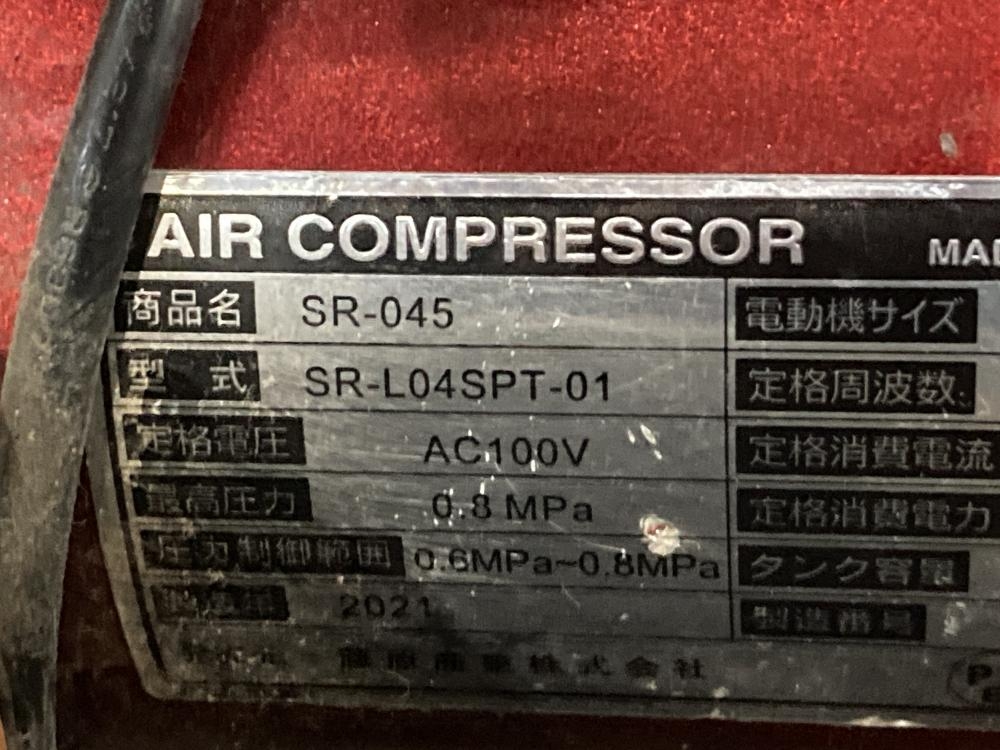 AIR COMPRESSOR MAD
商品名 SR-045 電動機サイズ
型 式 SR-L04SPT-01 定格周波数
定格電圧 AC100V 定格消費電流
最高圧力 0.8 MPa 定格消費電力
圧力制御範囲 0.6MPa~0.8MPa タンク容量
2021 製造番号
藤原産業株式会社